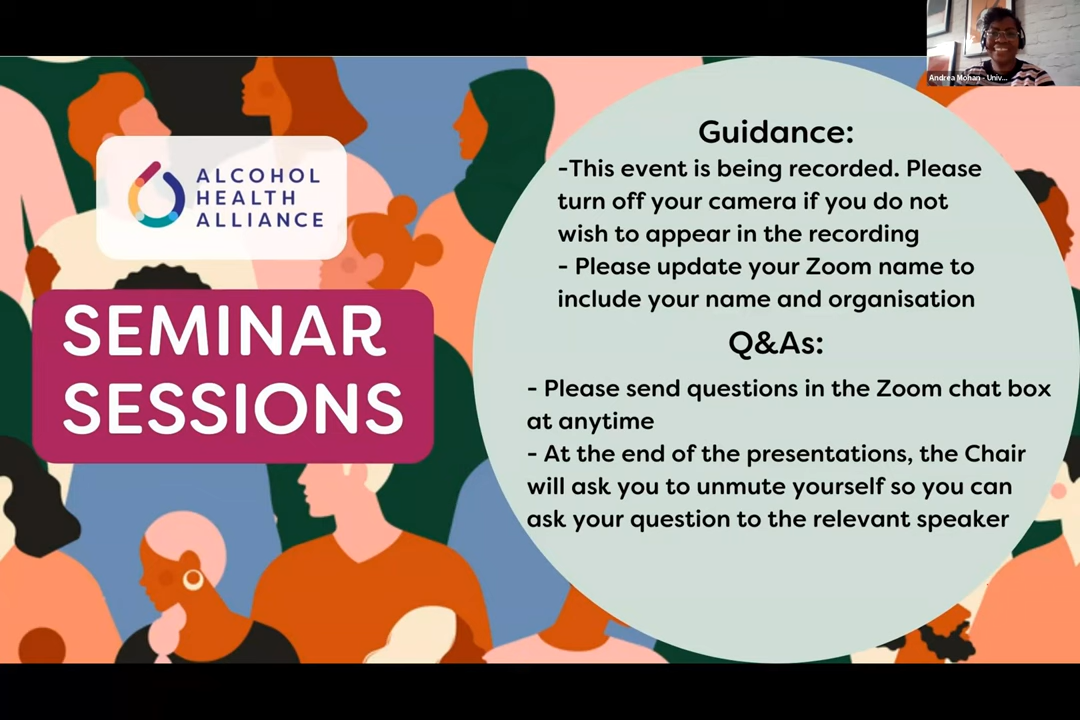 Andrea Mohan - Univ...
ALCOHOL
HEALTH
ALLIANCE
SEMINAR
SESSIONS
Guidance:
-This event is being recorded. Please
turn off your camera if you do not
wish to appear in the recording
- Please update your Zoom name to
include your name and organisation
Q&As:
- Please send questions in the Zoom chat box
at anytime
- At the end of the presentations, the Chair
will ask you to unmute yourself so you can
ask your question to the relevant speaker